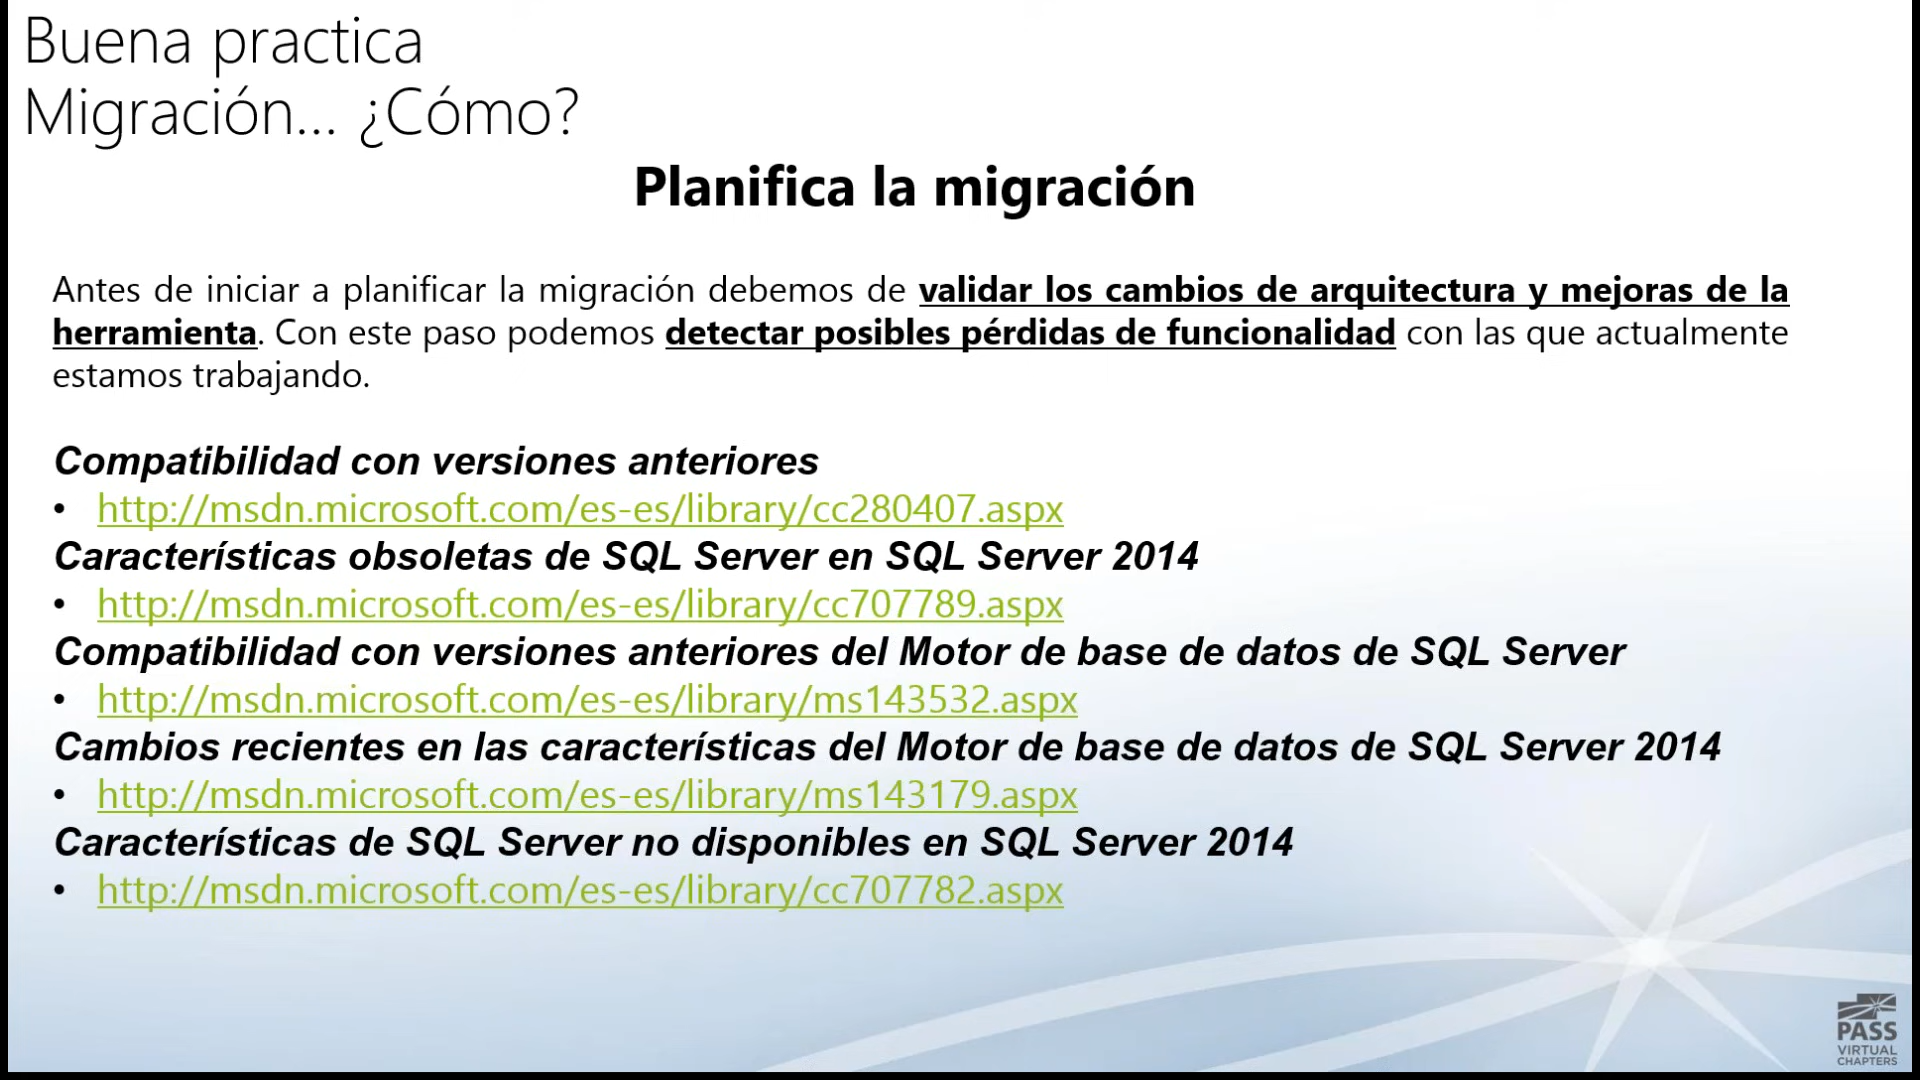 Buena practica
Migración... ¿Cómo?
Planifica la migración
Antes de iniciar a planificar la migración debemos de validar los cambios de arquitectura y mejoras de la
herramienta. Con este paso podemos detectar posibles pérdidas de funcionalidad con las que actualmente
estamos trabajando.
Compatibilidad con versiones anteriores
• http://msdn.microsoft.com/es-es/library/cc280407.aspx
Características obsoletas de SQL Server en SQL Server 2014
• http://msdn.microsoft.com/es-es/library/cc707789.aspx
Compatibilidad con versiones anteriores del Motor de base de datos de SQL Server
• http://msdn.microsoft.com/es-es/library/ms143532.aspx
Cambios recientes en las características del Motor de base de datos de SQL Server 2014
• http://msdn.microsoft.com/es-es/library/ms143179.aspx
Características de SQL Server no disponibles en SQL Server 2014
• http://msdn.microsoft.com/es-es/library/cc707782.aspx
PASS
VIRTUAL
CHAPTERS